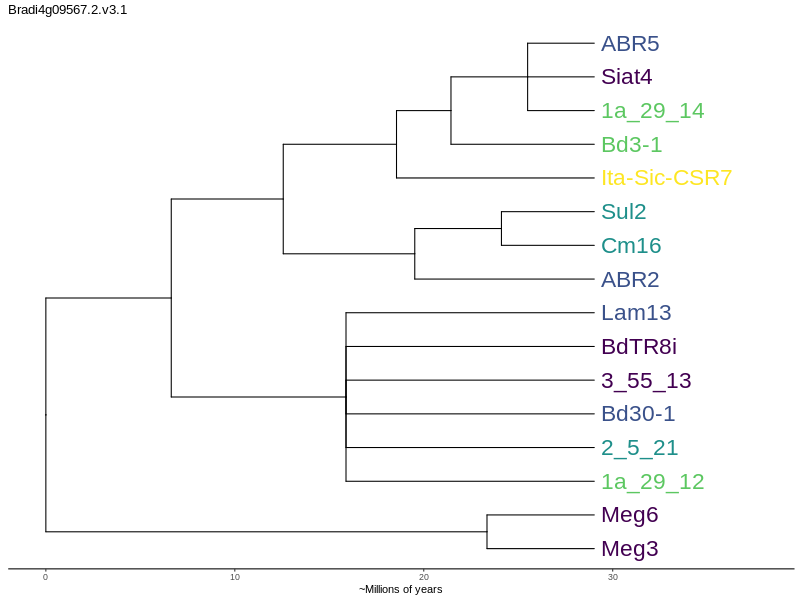 Bradi4g09567.2.v3.1
ABR5
Siat4
1a_29_14
Bd3-1
Ita-Sic-CSR7
Sul2
Cm16
ABR2
Lam13
BdTR8i
3_55_13
Bd30-1
2_5_21
1a_29_12
Meg6
Meg3
0 10 20 30
~Millions of years